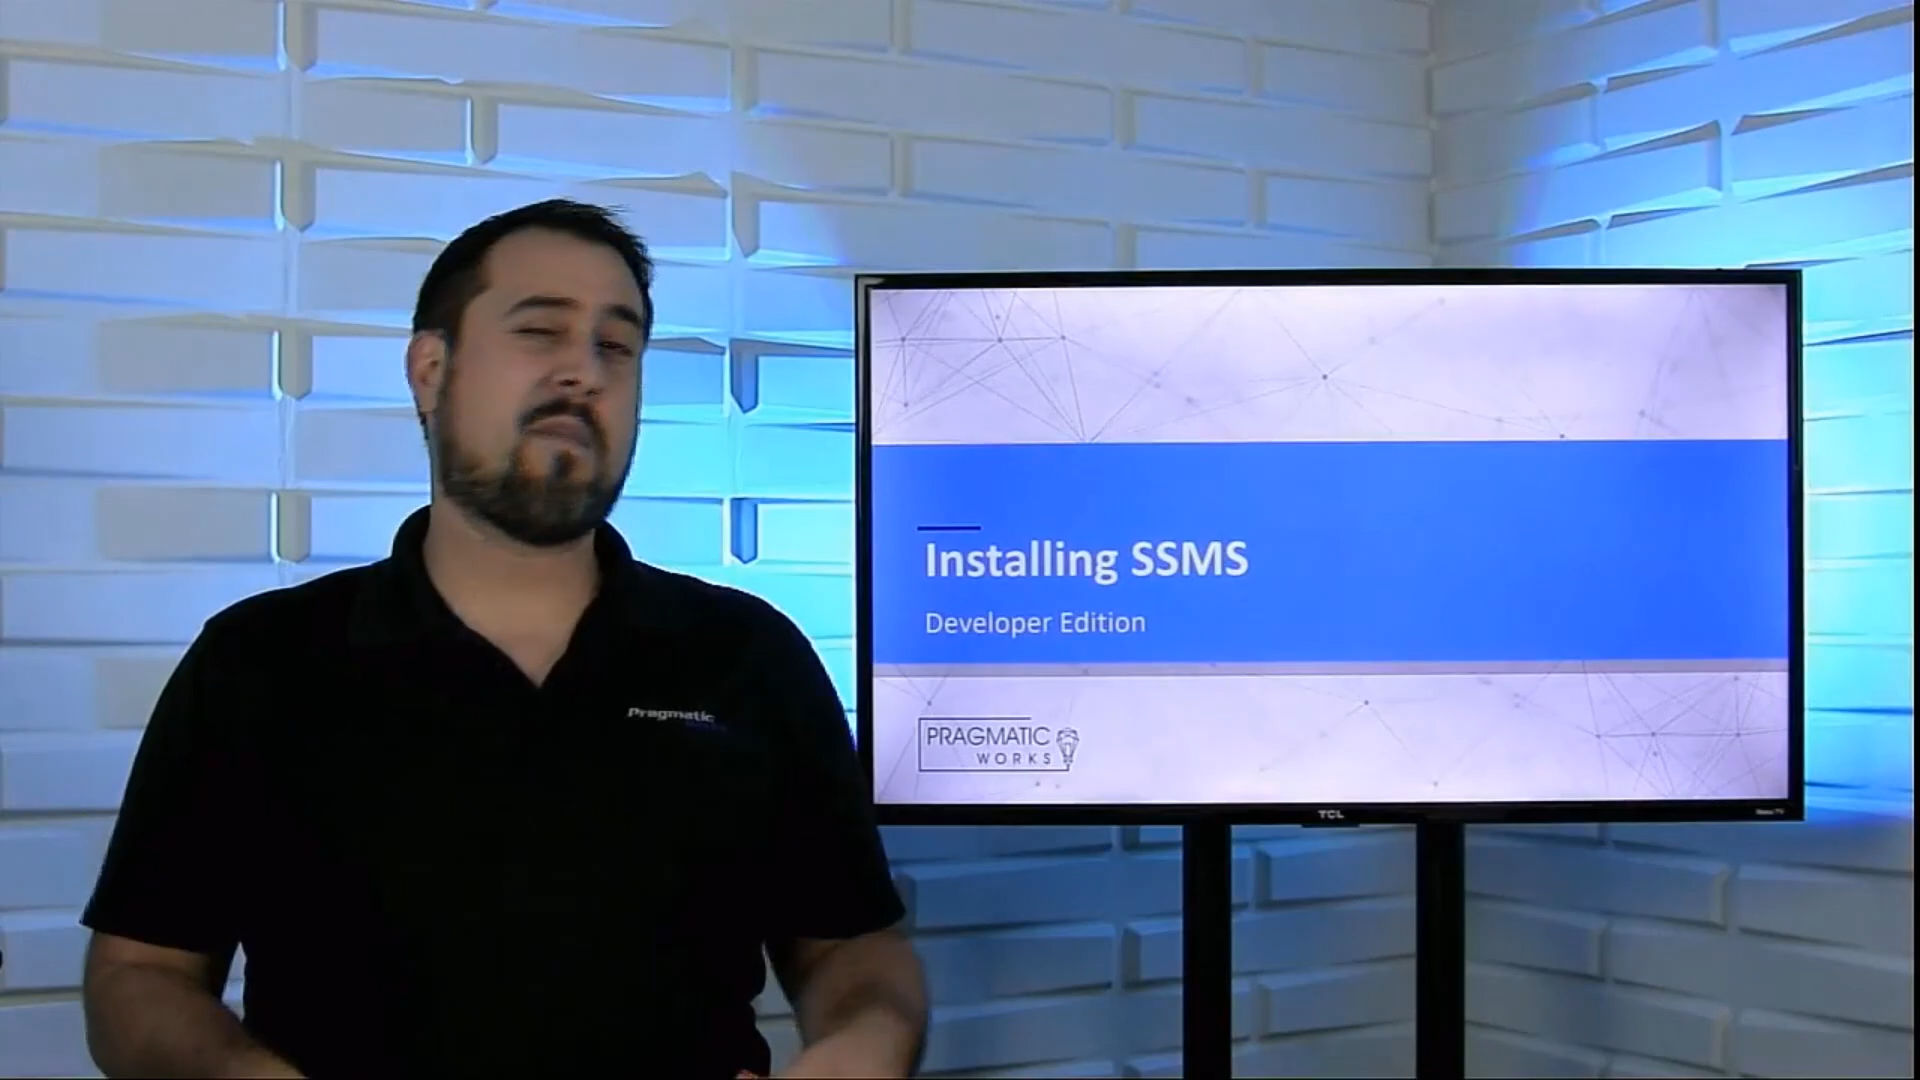 Installing SSMS
Developer Edition
PRAGMATIC
WORKS
Pragmatic
TCL